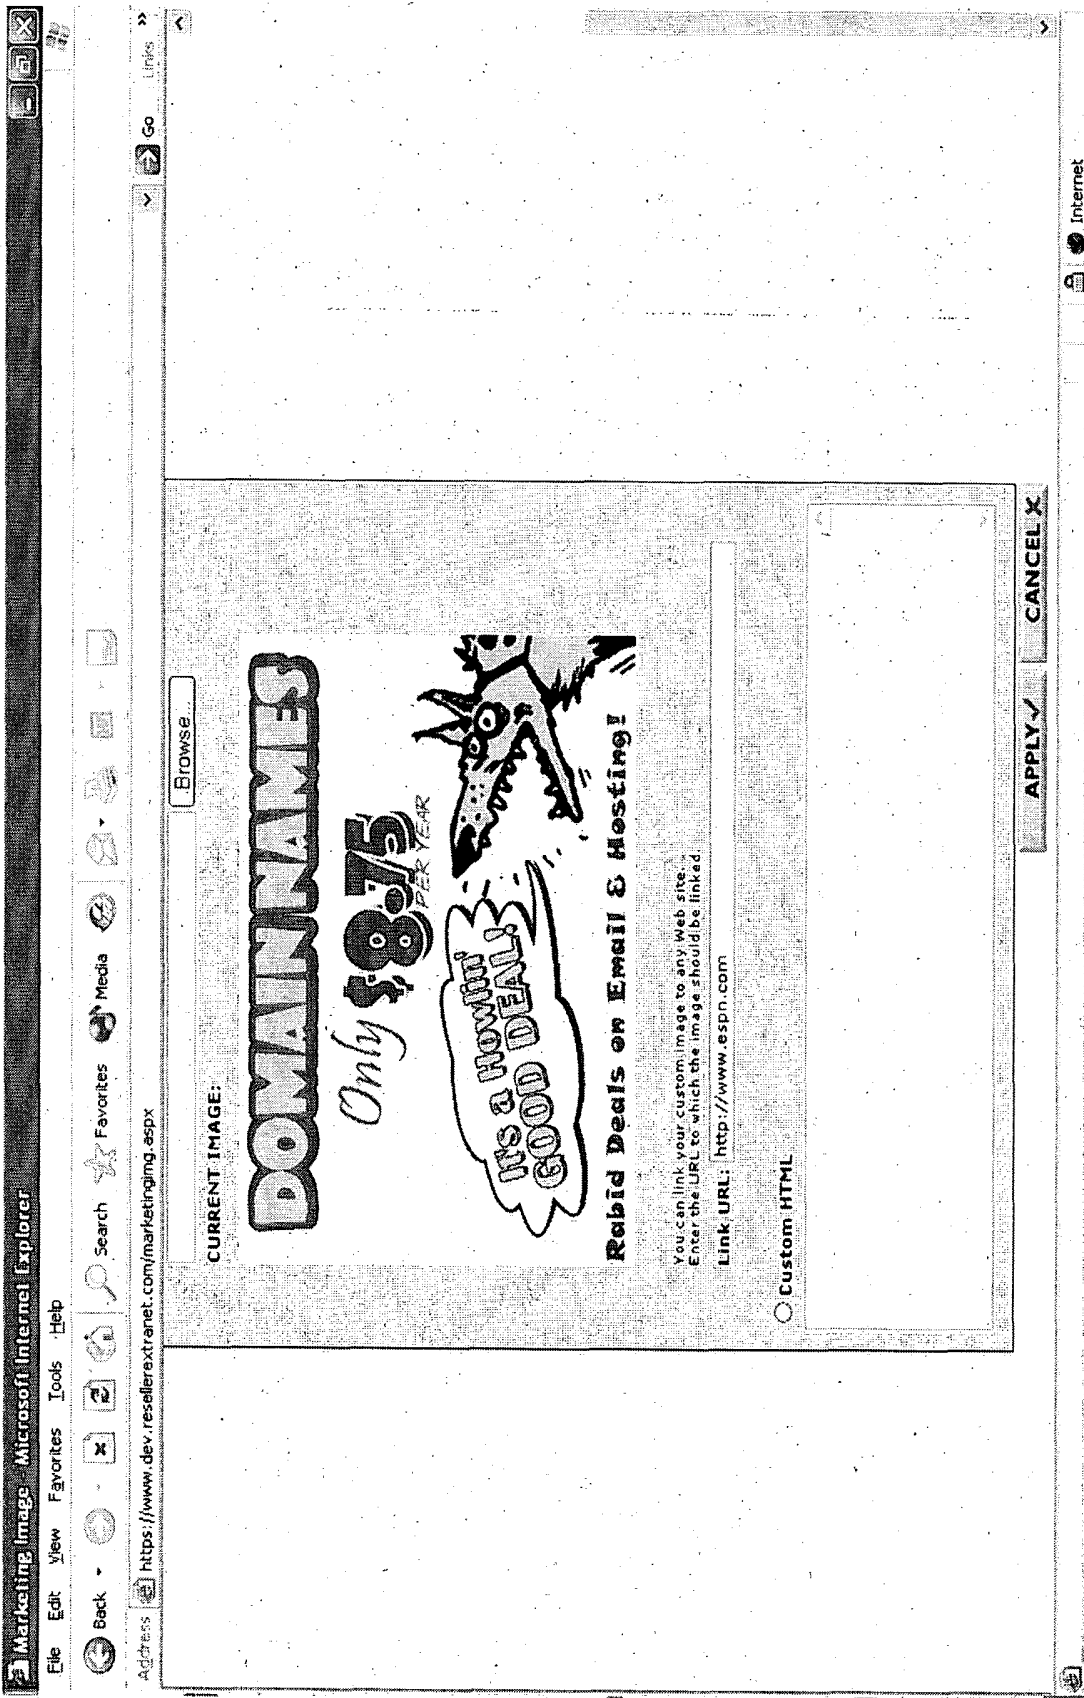 Marketing Image - Microsoft Internet Explorer
File Edit View Favorites Tools Help
Back Search Favorites Media
Address https://www.dev.resellerextranet.com/marketingimg.aspx Go Links »
Browse...
CURRENT IMAGE:
DOMAIN NAMES
Only $8.75
PER YEAR
It's a Howlin'
GOOD DEAL!
Rabid Deals on Email & Hosting!
You can link your custom image to any Web site.
Enter the URL to which the image should be linked.
Link URL: http://www.espn.com
Custom HTML
APPLY CANCEL X
Internet